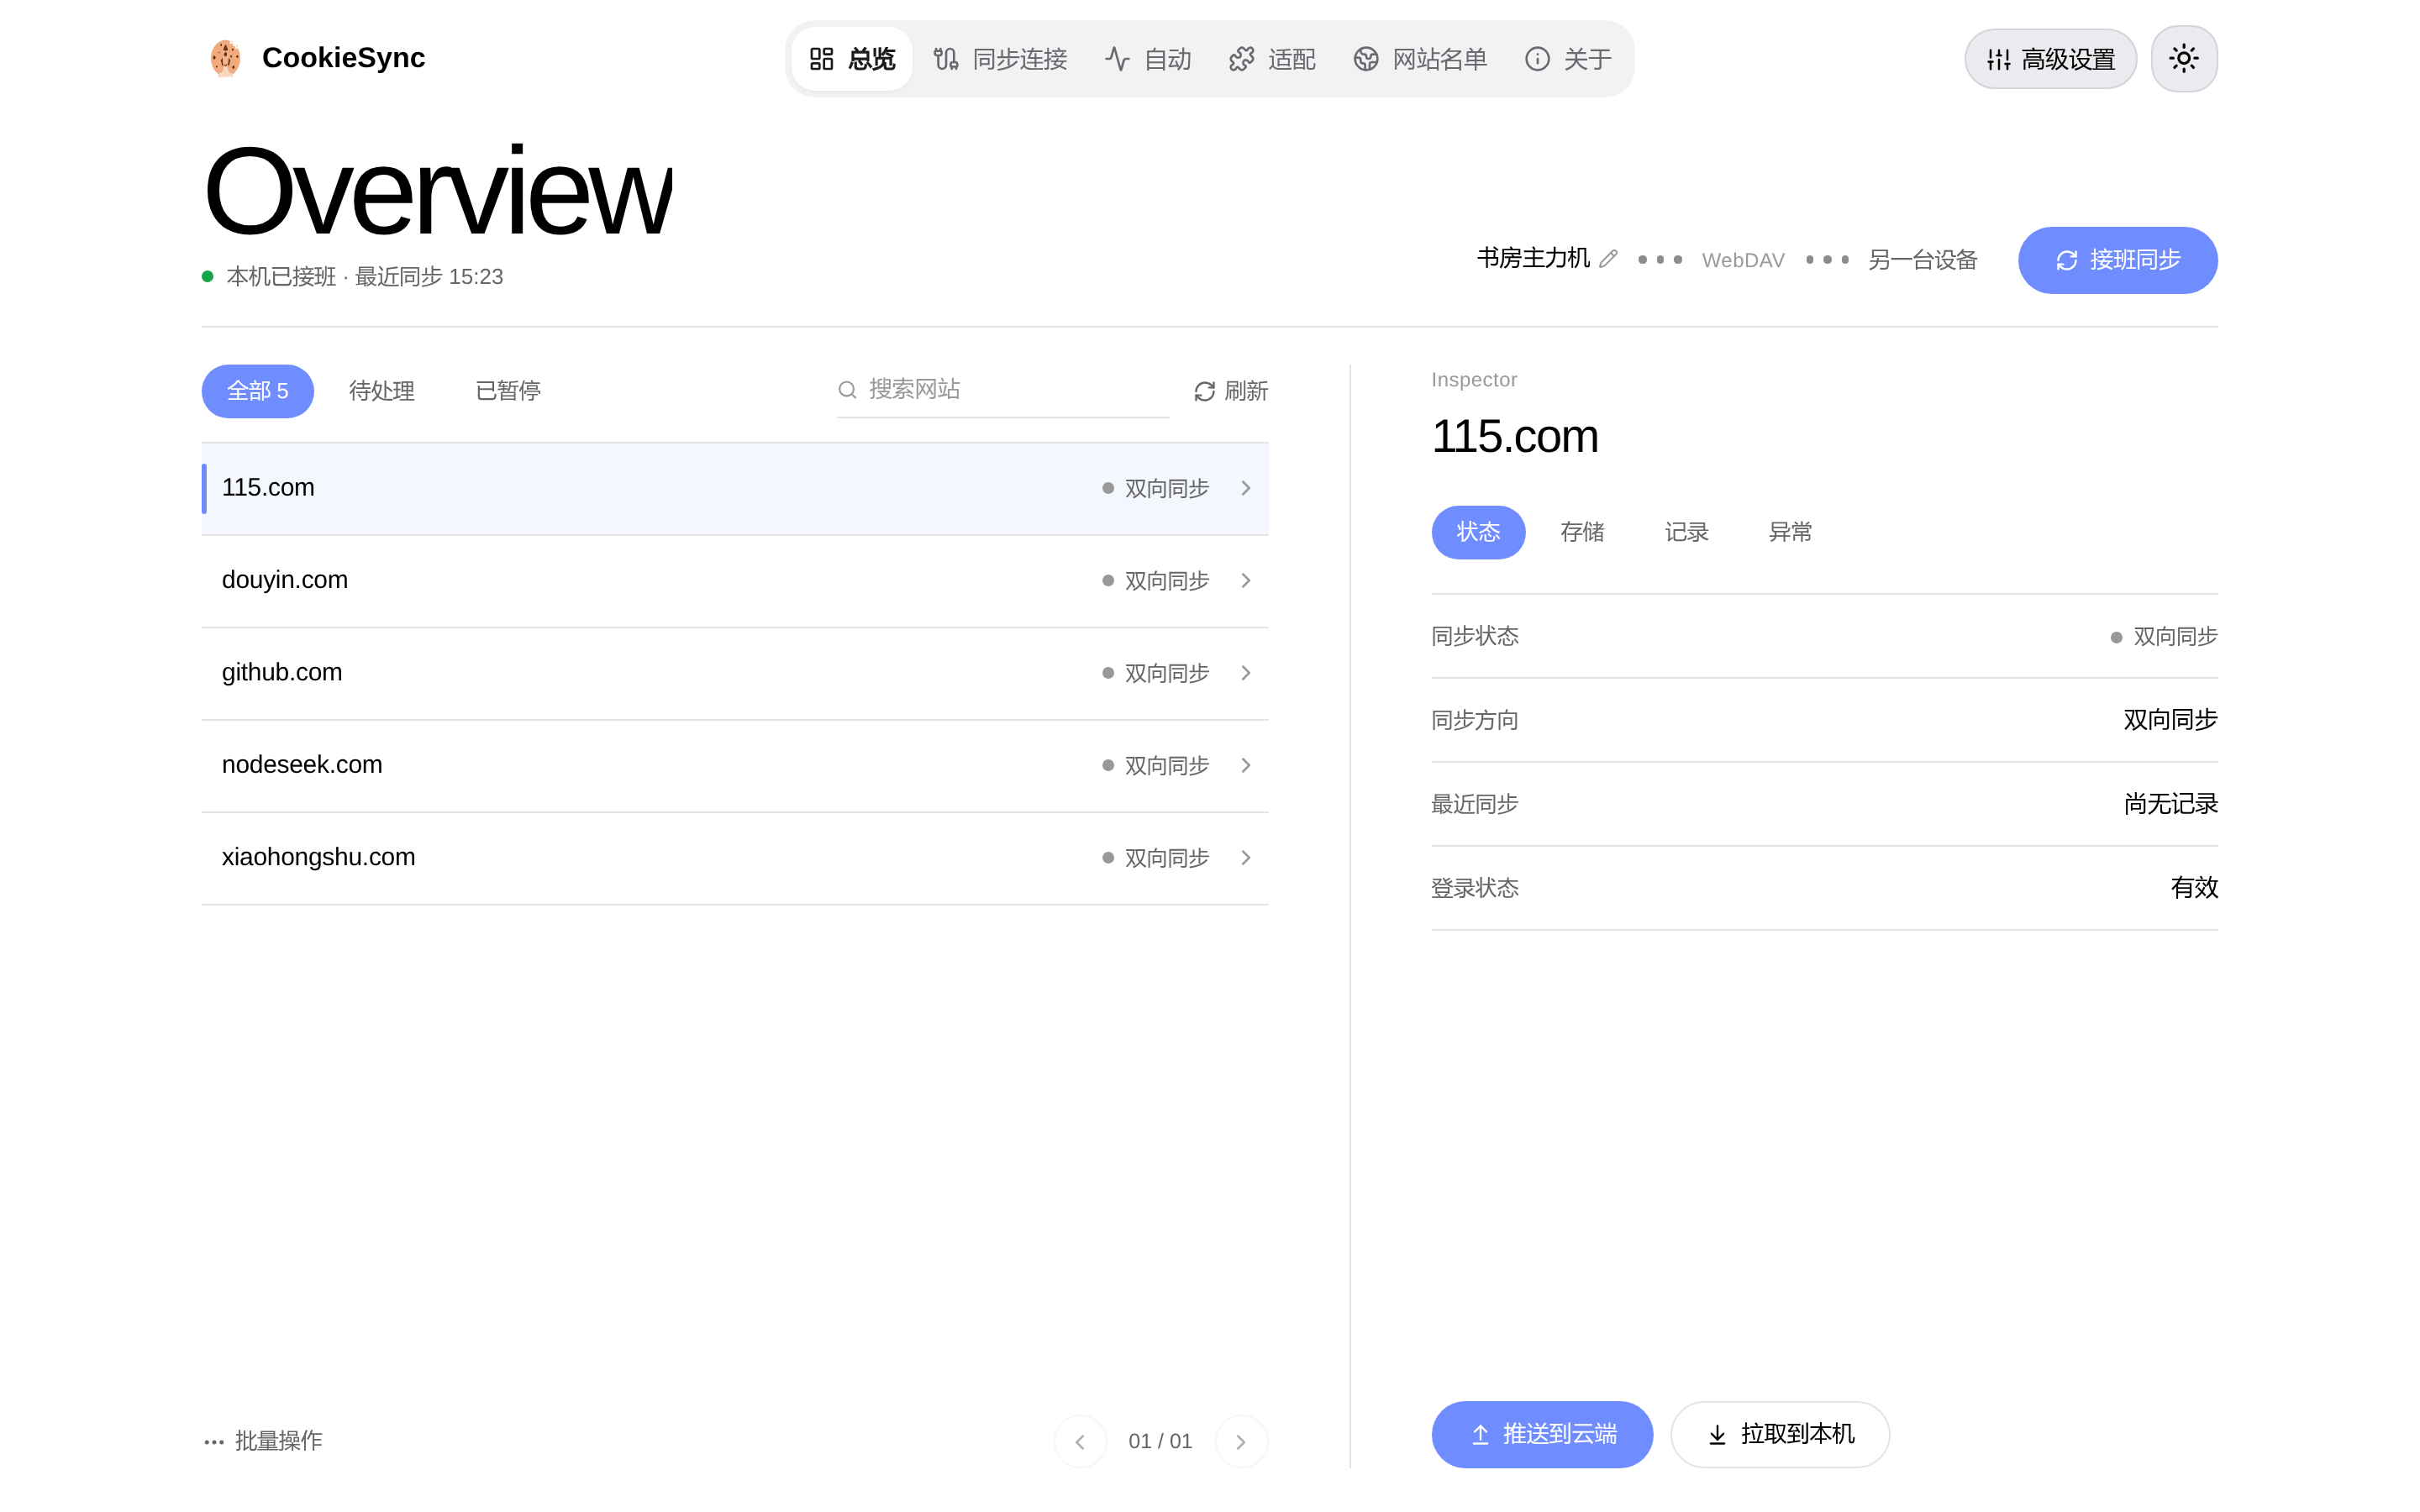 CookieSync
总览
同步连接
自动
适配
网站名单
关于
高级设置
Overview
本机已接班 · 最近同步 15:23
书房主力机
WebDAV
另一台设备
接班同步
全部 5
待处理
已暂停
搜索网站
刷新
115.com
双向同步
douyin.com
双向同步
github.com
双向同步
nodeseek.com
双向同步
xiaohongshu.com
双向同步
批量操作
01 / 01
Inspector
115.com
状态
存储
记录
异常
同步状态
双向同步
同步方向
双向同步
最近同步
尚无记录
登录状态
有效
推送到云端
拉取到本机